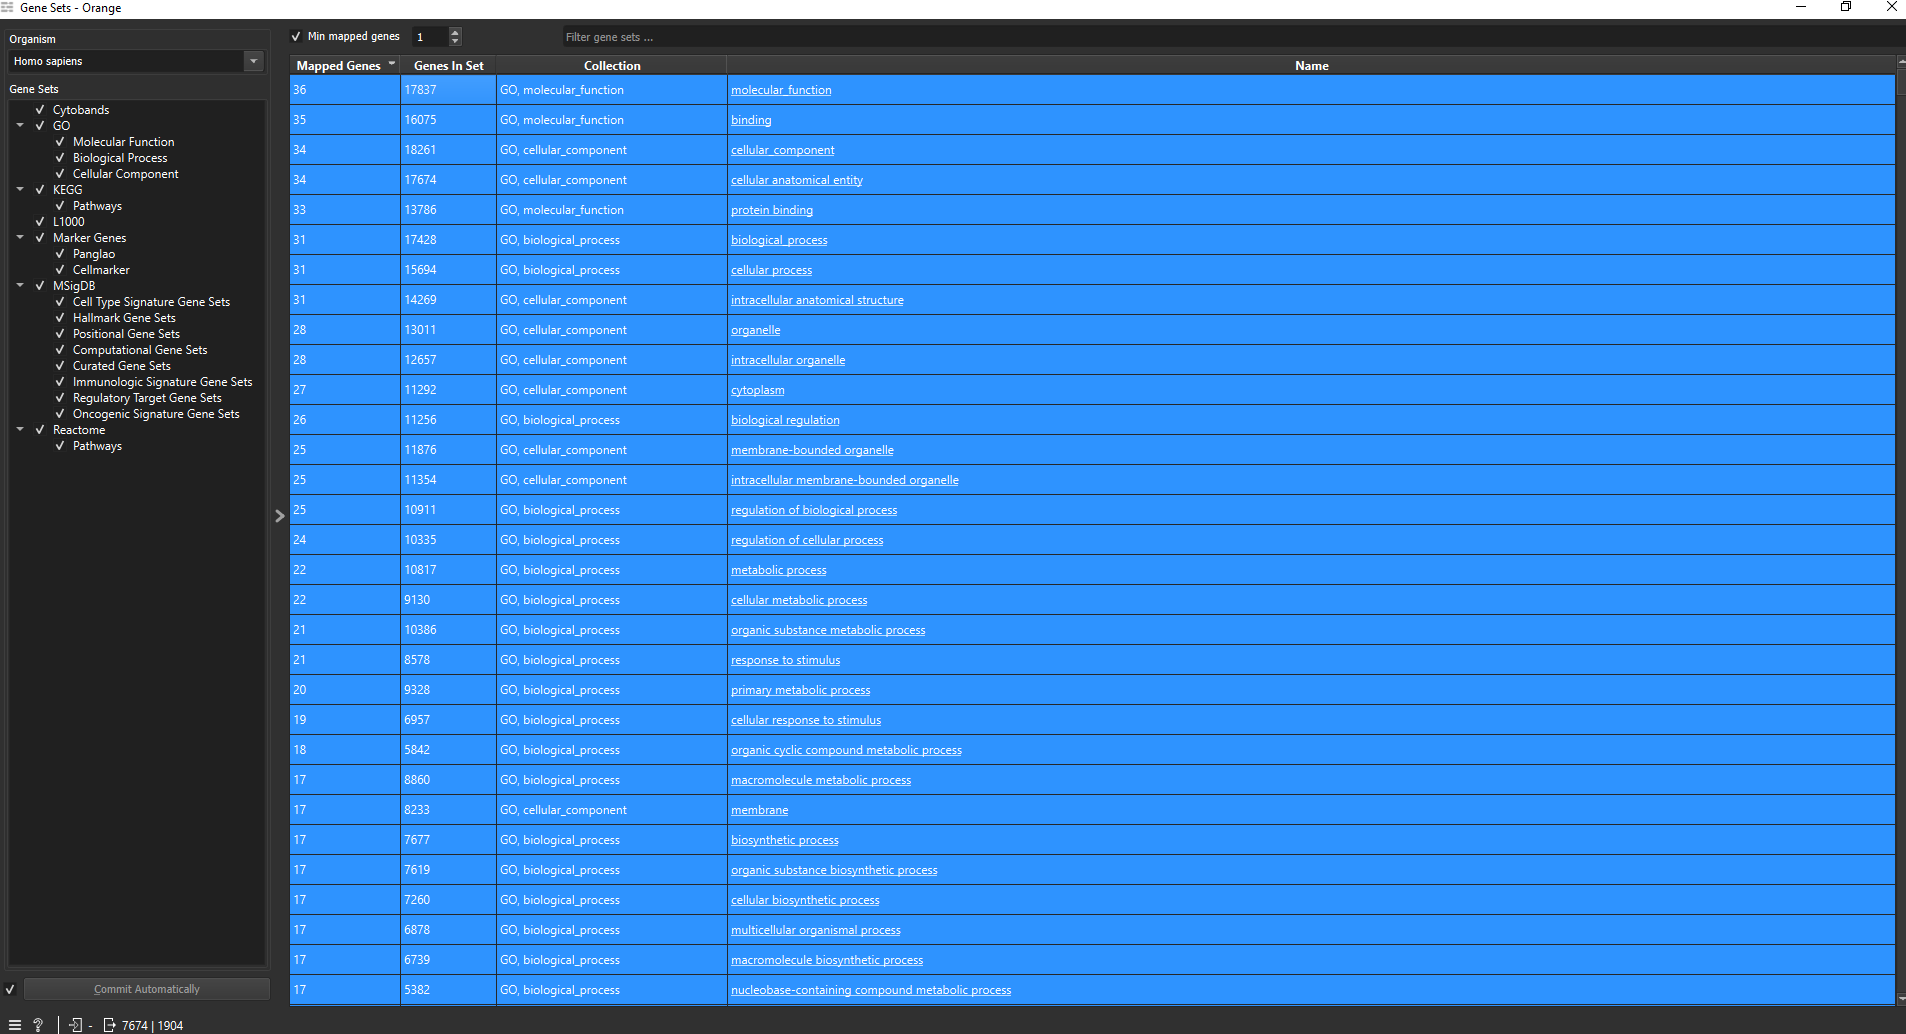 Gene Sets - Orange
Organism
Homo sapiens
Gene Sets
Cytobands
GO
Molecular Function
Biological Process
Cellular Component
KEGG
Pathways
L1000
Marker Genes
Panglao
Cellmarker
MSigDB
Cell Type Signature Gene Sets
Hallmark Gene Sets
Positional Gene Sets
Computational Gene Sets
Curated Gene Sets
Immunologic Signature Gene Sets
Regulatory Target Gene Sets
Oncogenic Signature Gene Sets
Reactome
Pathways
Commit Automatically
- 7674 | 1904
Min mapped genes 1 Filter gene sets ...
Mapped Genes Genes In Set Collection Name
36 17837 GO, molecular_function molecular_function
35 16075 GO, molecular_function binding
34 18261 GO, cellular_component cellular_component
34 17674 GO, cellular_component cellular anatomical entity
33 13786 GO, molecular_function protein binding
31 17428 GO, biological_process biological_process
31 15694 GO, biological_process cellular process
31 14269 GO, cellular_component intracellular anatomical structure
28 13011 GO, cellular_component organelle
28 12657 GO, cellular_component intracellular organelle
27 11292 GO, cellular_component cytoplasm
26 11256 GO, biological_process biological regulation
25 11876 GO, cellular_component membrane-bounded organelle
25 11354 GO, cellular_component intracellular membrane-bounded organelle
25 10911 GO, biological_process regulation of biological process
24 10335 GO, biological_process regulation of cellular process
22 10817 GO, biological_process metabolic process
22 9130 GO, biological_process cellular metabolic process
21 10386 GO, biological_process organic substance metabolic process
21 8578 GO, biological_process response to stimulus
20 9328 GO, biological_process primary metabolic process
19 6957 GO, biological_process cellular response to stimulus
18 5842 GO, biological_process organic cyclic compound metabolic process
17 8860 GO, biological_process macromolecule metabolic process
17 8233 GO, cellular_component membrane
17 7677 GO, biological_process biosynthetic process
17 7619 GO, biological_process organic substance biosynthetic process
17 7260 GO, biological_process cellular biosynthetic process
17 6878 GO, biological_process multicellular organismal process
17 6739 GO, biological_process macromolecule biosynthetic process
17 5382 GO, biological_process nucleobase-containing compound metabolic process